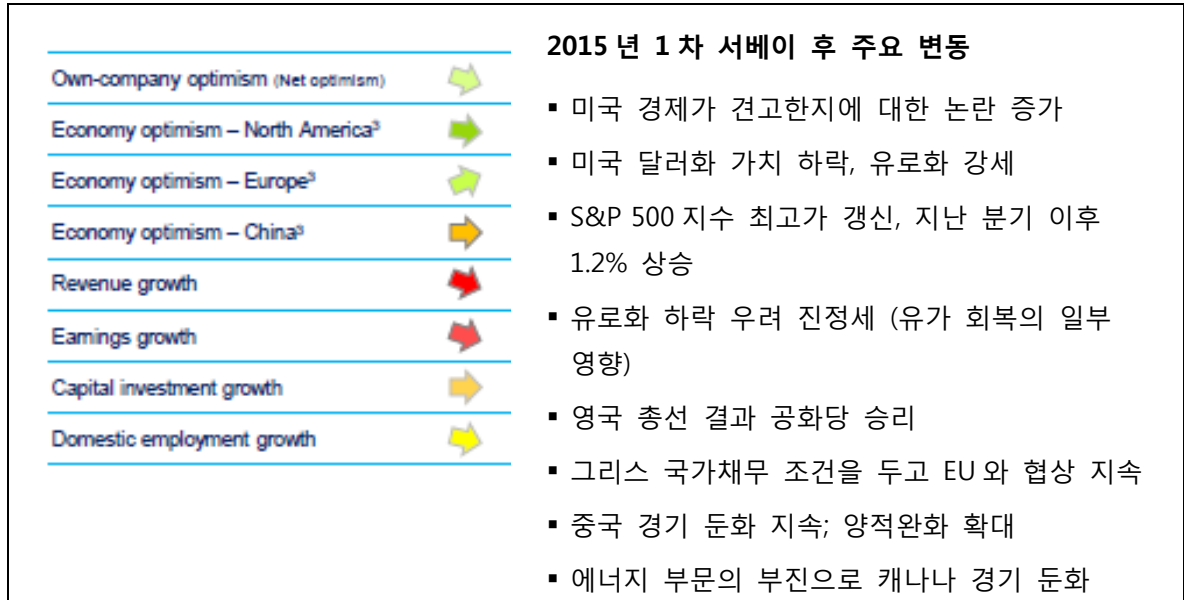 Own-company optimism (Net optimism)
Economy optimism – North America³
Economy optimism – Europe³
Economy optimism – China³
Revenue growth
Earnings growth
Capital investment growth
Domestic employment growth
2015 년 1 차 서베이 후 주요 변동
▪ 미국 경제가 견고한지에 대한 논란 증가
▪ 미국 달러화 가치 하락, 유로화 강세
▪ S&P 500 지수 최고가 갱신, 지난 분기 이후
1.2% 상승
▪ 유로화 하락 우려 진정세 (유가 회복의 일부
영향)
▪ 영국 총선 결과 공화당 승리
▪ 그리스 국가채무 조건을 두고 EU 와 협상 지속
▪ 중국 경기 둔화 지속; 양적완화 확대
▪ 에너지 부문의 부진으로 캐나나 경기 둔화